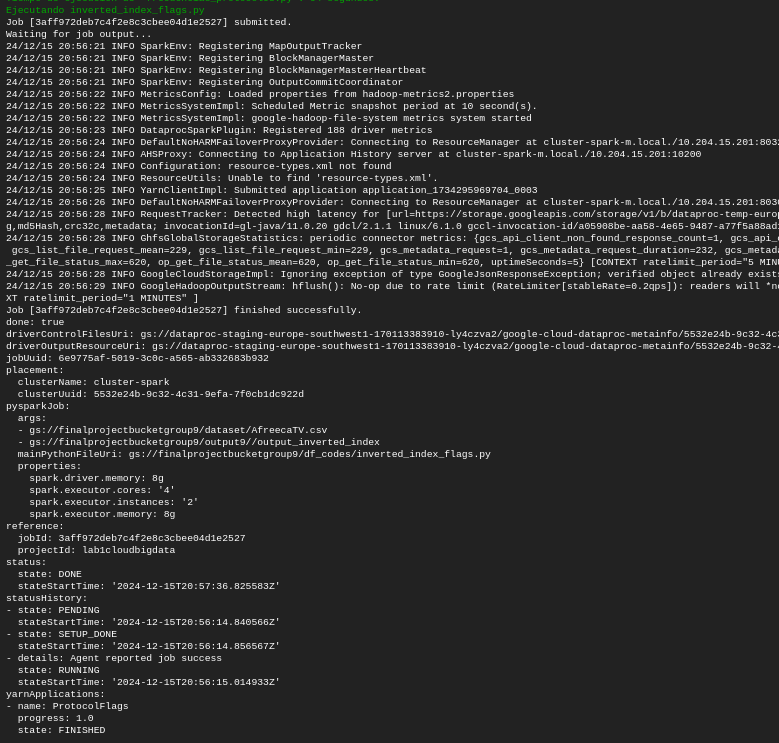 Ejecutando inverted_index_flags.py
Job [3aff972deb7c4f2e8c3cbee04d1e2527] submitted.
Waiting for job output...
24/12/15 20:56:21 INFO SparkEnv: Registering MapOutputTracker
24/12/15 20:56:21 INFO SparkEnv: Registering BlockManagerMaster
24/12/15 20:56:21 INFO SparkEnv: Registering BlockManagerMasterHeartbeat
24/12/15 20:56:21 INFO SparkEnv: Registering OutputCommitCoordinator
24/12/15 20:56:22 INFO MetricsConfig: Loaded properties from hadoop-metrics2.properties
24/12/15 20:56:22 INFO MetricsSystemImpl: Scheduled Metric snapshot period at 10 second(s).
24/12/15 20:56:22 INFO MetricsSystemImpl: google-hadoop-file-system metrics system started
24/12/15 20:56:23 INFO DataprocSparkPlugin: Registered 188 driver metrics
24/12/15 20:56:24 INFO DefaultNoHARMFailoverProxyProvider: Connecting to ResourceManager at cluster-spark-m.local./10.204.15.201:8032
24/12/15 20:56:24 INFO AHSProxy: Connecting to Application History server at cluster-spark-m.local./10.204.15.201:10200
24/12/15 20:56:24 INFO Configuration: resource-types.xml not found
24/12/15 20:56:24 INFO ResourceUtils: Unable to find 'resource-types.xml'.
24/12/15 20:56:25 INFO YarnClientImpl: Submitted application application_1734295969704_0003
24/12/15 20:56:26 INFO DefaultNoHARMFailoverProxyProvider: Connecting to ResourceManager at cluster-spark-m.local./10.204.15.201:8030
24/12/15 20:56:28 INFO RequestTracker: Detected high latency for [url=https://storage.googleapis.com/storage/v1/b/dataproc-temp-europ
g,md5Hash,crc32c,metadata; invocationId=gl-java/11.0.20 gdcl/2.1.1 linux/6.1.0 gccl-invocation-id/a05908be-aa58-4e65-9487-a77f5a88ad
24/12/15 20:56:28 INFO GhfsGlobalStorageStatistics: periodic connector metrics: {gcs_api_client_non_found_response_count=1, gcs_api_c
gcs_list_file_request_mean=229, gcs_list_file_request_min=229, gcs_metadata_request=1, gcs_metadata_request_duration=232, gcs_metada
_get_file_status_max=620, op_get_file_status_mean=620, op_get_file_status_min=620, uptimeSeconds=5} [CONTEXT ratelimit_period="5 MINU
24/12/15 20:56:28 INFO GoogleCloudStorageImpl: Ignoring exception of type GoogleJsonResponseException; verified object already exists
24/12/15 20:56:29 INFO GoogleHadoopOutputStream: hflush(): No-op due to rate limit (RateLimiter[stableRate=0.2qps]): readers will *no
XT ratelimit_period="1 MINUTES" ]
Job [3aff972deb7c4f2e8c3cbee04d1e2527] finished successfully.
done: true
driverControlFilesUri: gs://dataproc-staging-europe-southwest1-170113383910-ly4czva2/google-cloud-dataproc-metainfo/5532e24b-9c32-4c3
driverOutputResourceUri: gs://dataproc-staging-europe-southwest1-170113383910-ly4czva2/google-cloud-dataproc-metainfo/5532e24b-9c32-4
jobUuid: 6e9775af-5019-3c0c-a565-ab332683b932
placement:
  clusterName: cluster-spark
  clusterUuid: 5532e24b-9c32-4c31-9efa-7f0cb1dc922d
pysparkJob:
  args:
  - gs://finalprojectbucketgroup9/dataset/AfreecaTV.csv
  - gs://finalprojectbucketgroup9/output9//output_inverted_index
  mainPythonFileUri: gs://finalprojectbucketgroup9/df_codes/inverted_index_flags.py
  properties:
    spark.driver.memory: 8g
    spark.executor.cores: '4'
    spark.executor.instances: '2'
    spark.executor.memory: 8g
reference:
  jobId: 3aff972deb7c4f2e8c3cbee04d1e2527
  projectId: lab1cloudbigdata
status:
  state: DONE
  stateStartTime: '2024-12-15T20:57:36.825583Z'
statusHistory:
- state: PENDING
  stateStartTime: '2024-12-15T20:56:14.840566Z'
- state: SETUP_DONE
  stateStartTime: '2024-12-15T20:56:14.856567Z'
- details: Agent reported job success
  state: RUNNING
  stateStartTime: '2024-12-15T20:56:15.014933Z'
yarnApplications:
- name: ProtocolFlags
  progress: 1.0
  state: FINISHED